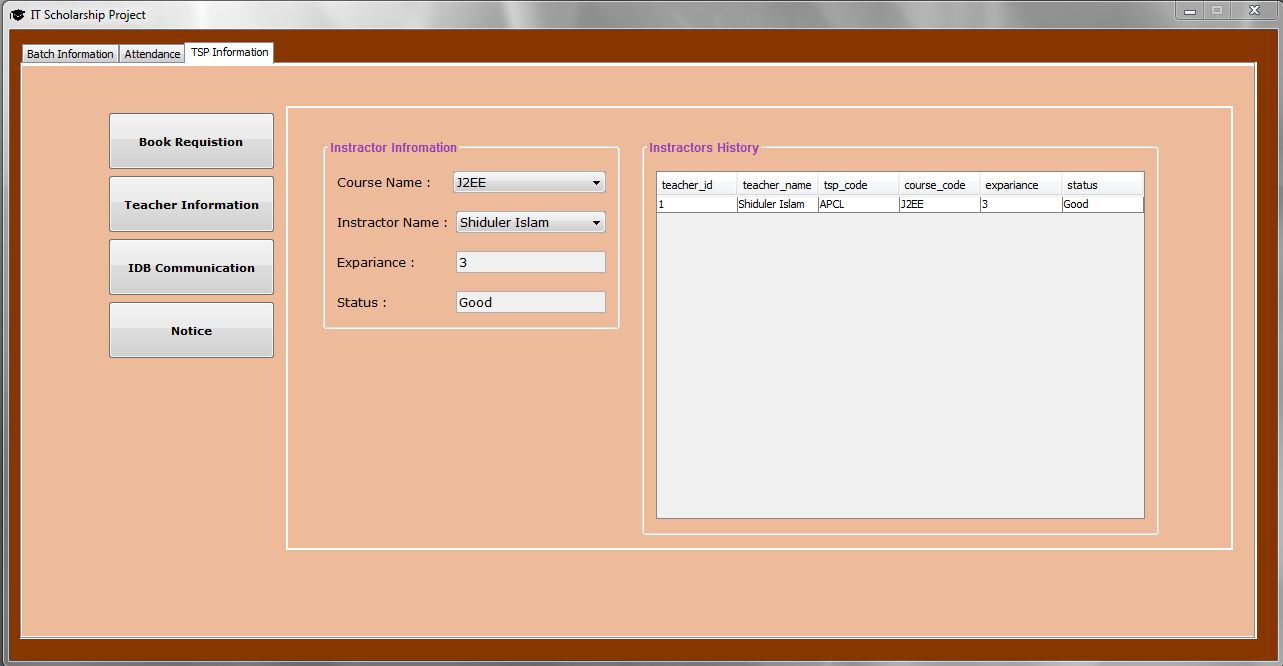 IT Scholarship Project
Batch Information Attendance TSP Information
Book Requistion
Teacher Information
IDB Communication
Notice
Instractor Infromation
Course Name : J2EE
Instractor Name : Shiduler Islam
Expariance : 3
Status : Good
Instractors History
teacher_id teacher_name tsp_code course_code expariance status
1 Shiduler Islam APCL J2EE 3 Good